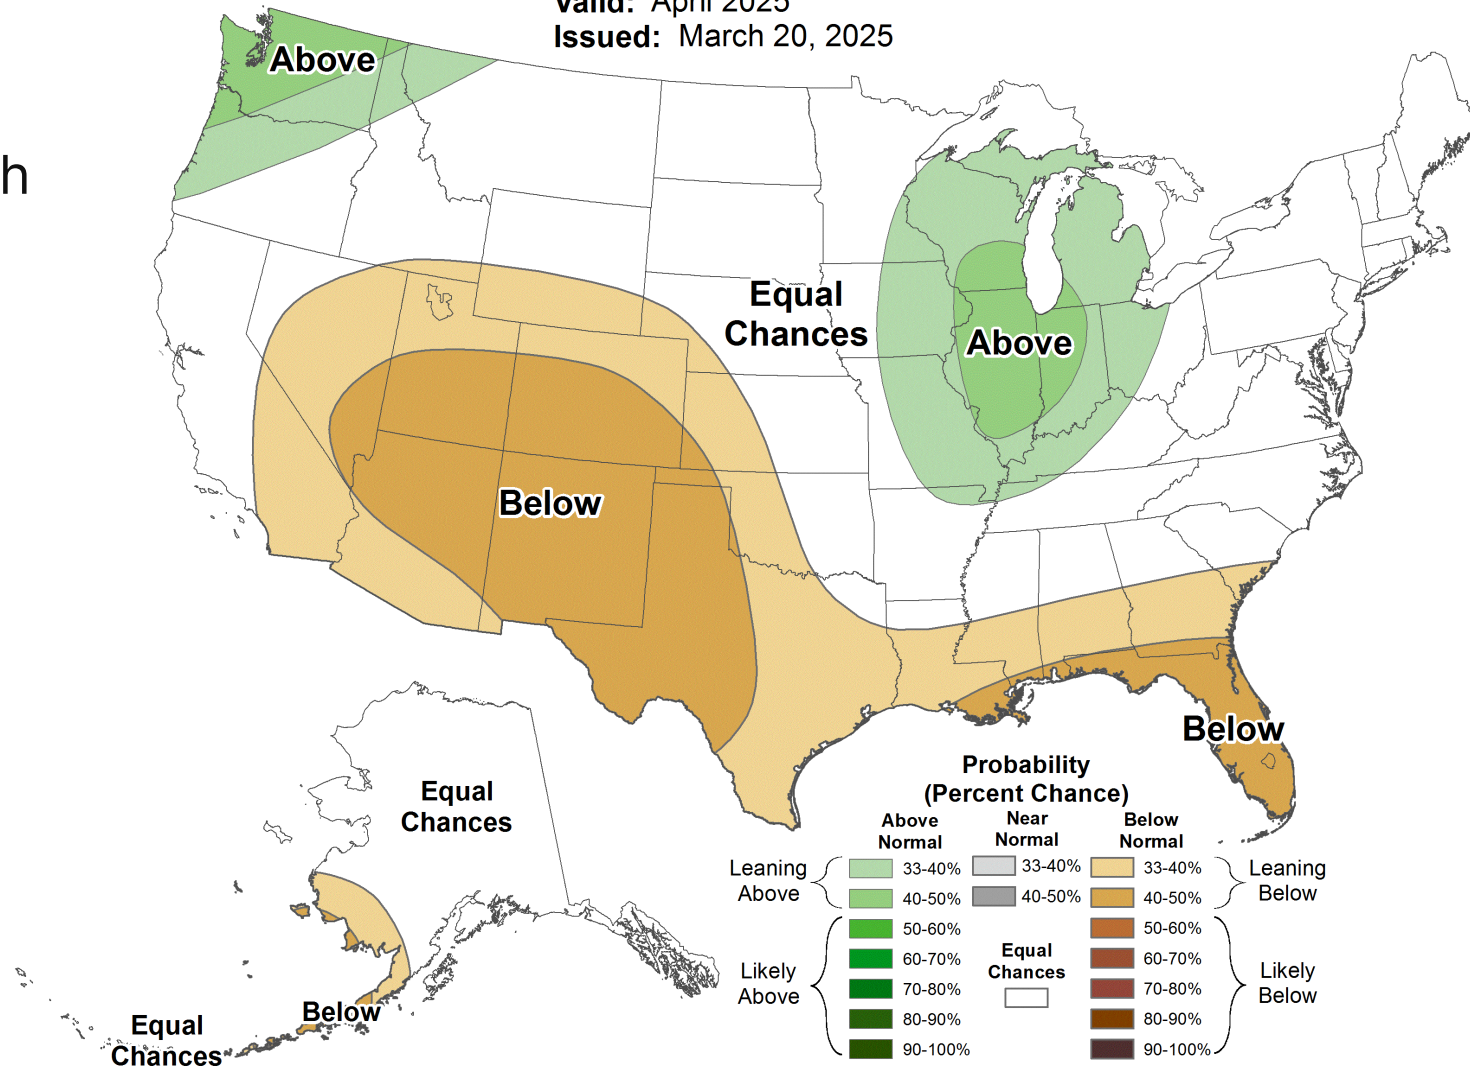 Valid: April 2025
Issued: March 20, 2025
h
Above
Equal
Chances
Above
Below
Below
Equal
Chances
Below
Equal
Chances
Probability
(Percent Chance)
Above
Normal
Near
Normal
Below
Normal
Leaning
Above
33-40%
33-40%
33-40%
Leaning
Below
40-50%
40-50%
40-50%
Likely
Above
50-60%
60-70%
70-80%
80-90%
90-100%
Equal
Chances
50-60%
60-70%
70-80%
80-90%
90-100%
Likely
Below